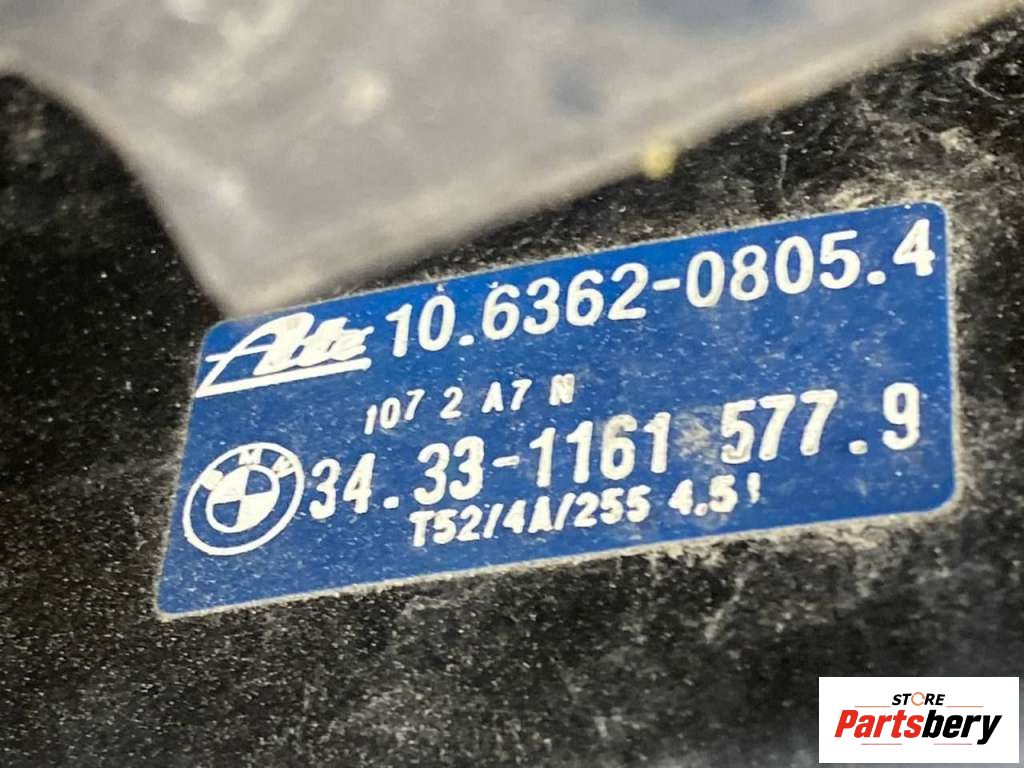 Ate 10.6362-0805.4
107 2 A7 N
BMW 34.33-1161 577.9
T52/4A/255 4.5!
STORE
Partsbery